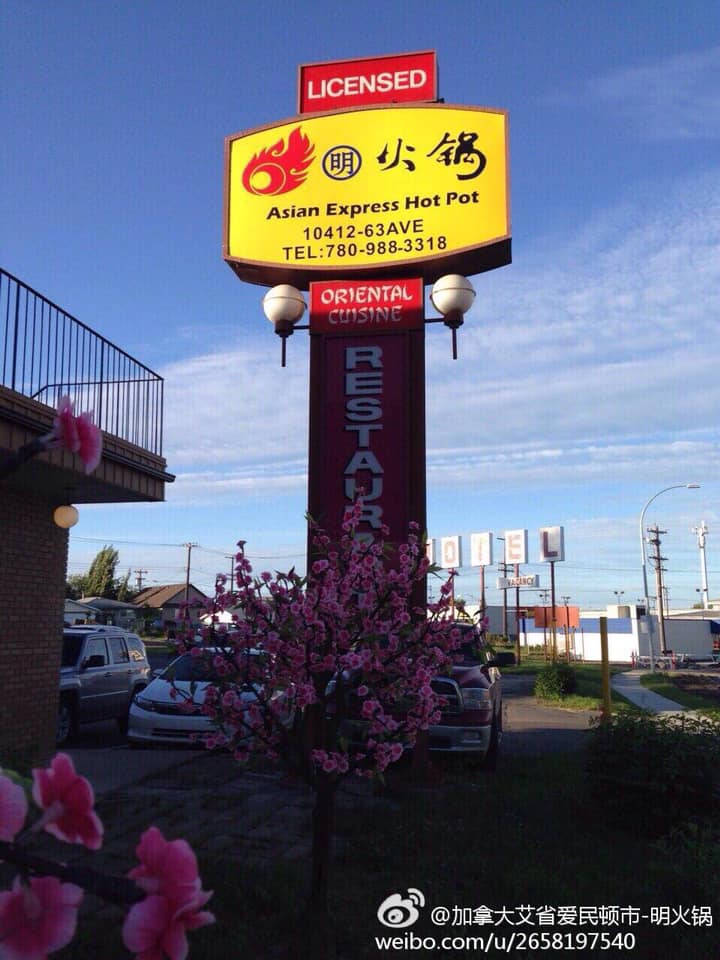 LICENSED
明 火锅
Asian Express Hot Pot
10412-63AVE
TEL:780-988-3318
ORIENTAL
CUISINE
OTEL
VACANCY
@加拿大艾省爱民顿市-明火锅
weibo.com/u/2658197540